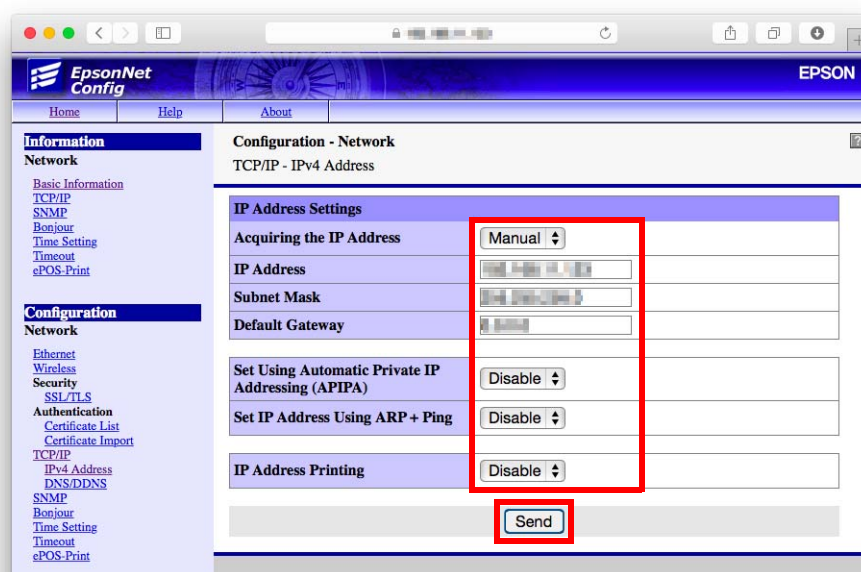 EpsonNet
Config
EPSON
Home Help About
Information
Network
Basic Information
TCP/IP
SNMP
Bonjour
Time Setting
Timeout
ePOS-Print
Configuration
Network
Ethernet
Wireless
Security
SSL/TLS
Authentication
Certificate List
Certificate Import
TCP/IP
IPv4 Address
DNS/DDNS
SNMP
Bonjour
Time Setting
Timeout
ePOS-Print
Configuration - Network
TCP/IP - IPv4 Address
IP Address Settings
Acquiring the IP Address Manual
IP Address
Subnet Mask
Default Gateway
Set Using Automatic Private IP
Addressing (APIPA) Disable
Set IP Address Using ARP + Ping Disable
IP Address Printing Disable
Send